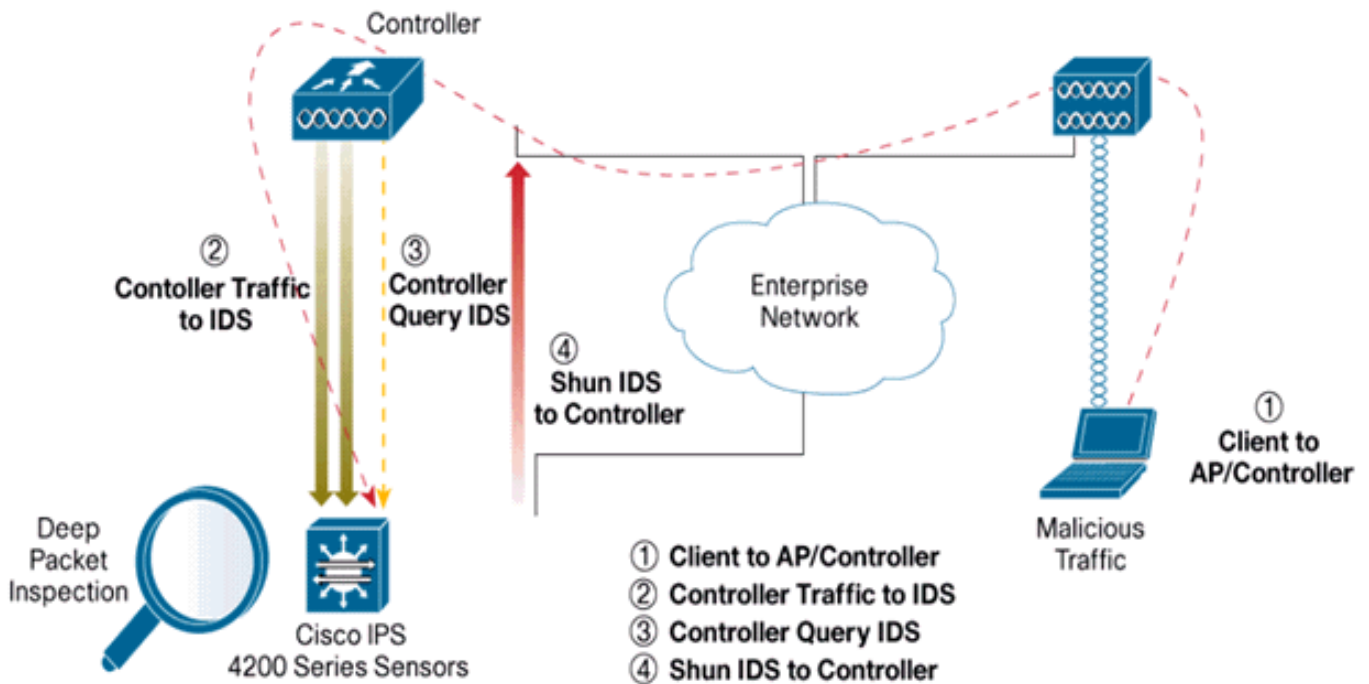 Controller
②
Contoller Traffic
to IDS
③
Controller
Query IDS
④
Shun IDS
to Controller
Enterprise
Network
①
Client to
AP/Controller
Deep
Packet
Inspection
Cisco IPS
4200 Series Sensors
Malicious
Traffic
① Client to AP/Controller
② Controller Traffic to IDS
③ Controller Query IDS
④ Shun IDS to Controller